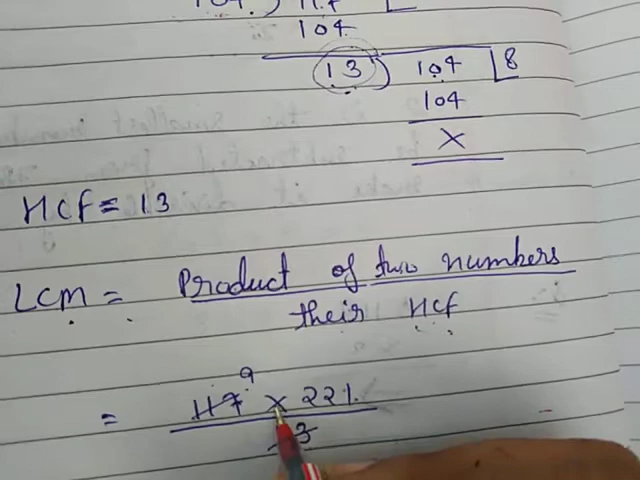 104
13) 104 8
104
×
HCF = 13
LCM = Product of two numbers
their HCF
9
= 117 × 221
13